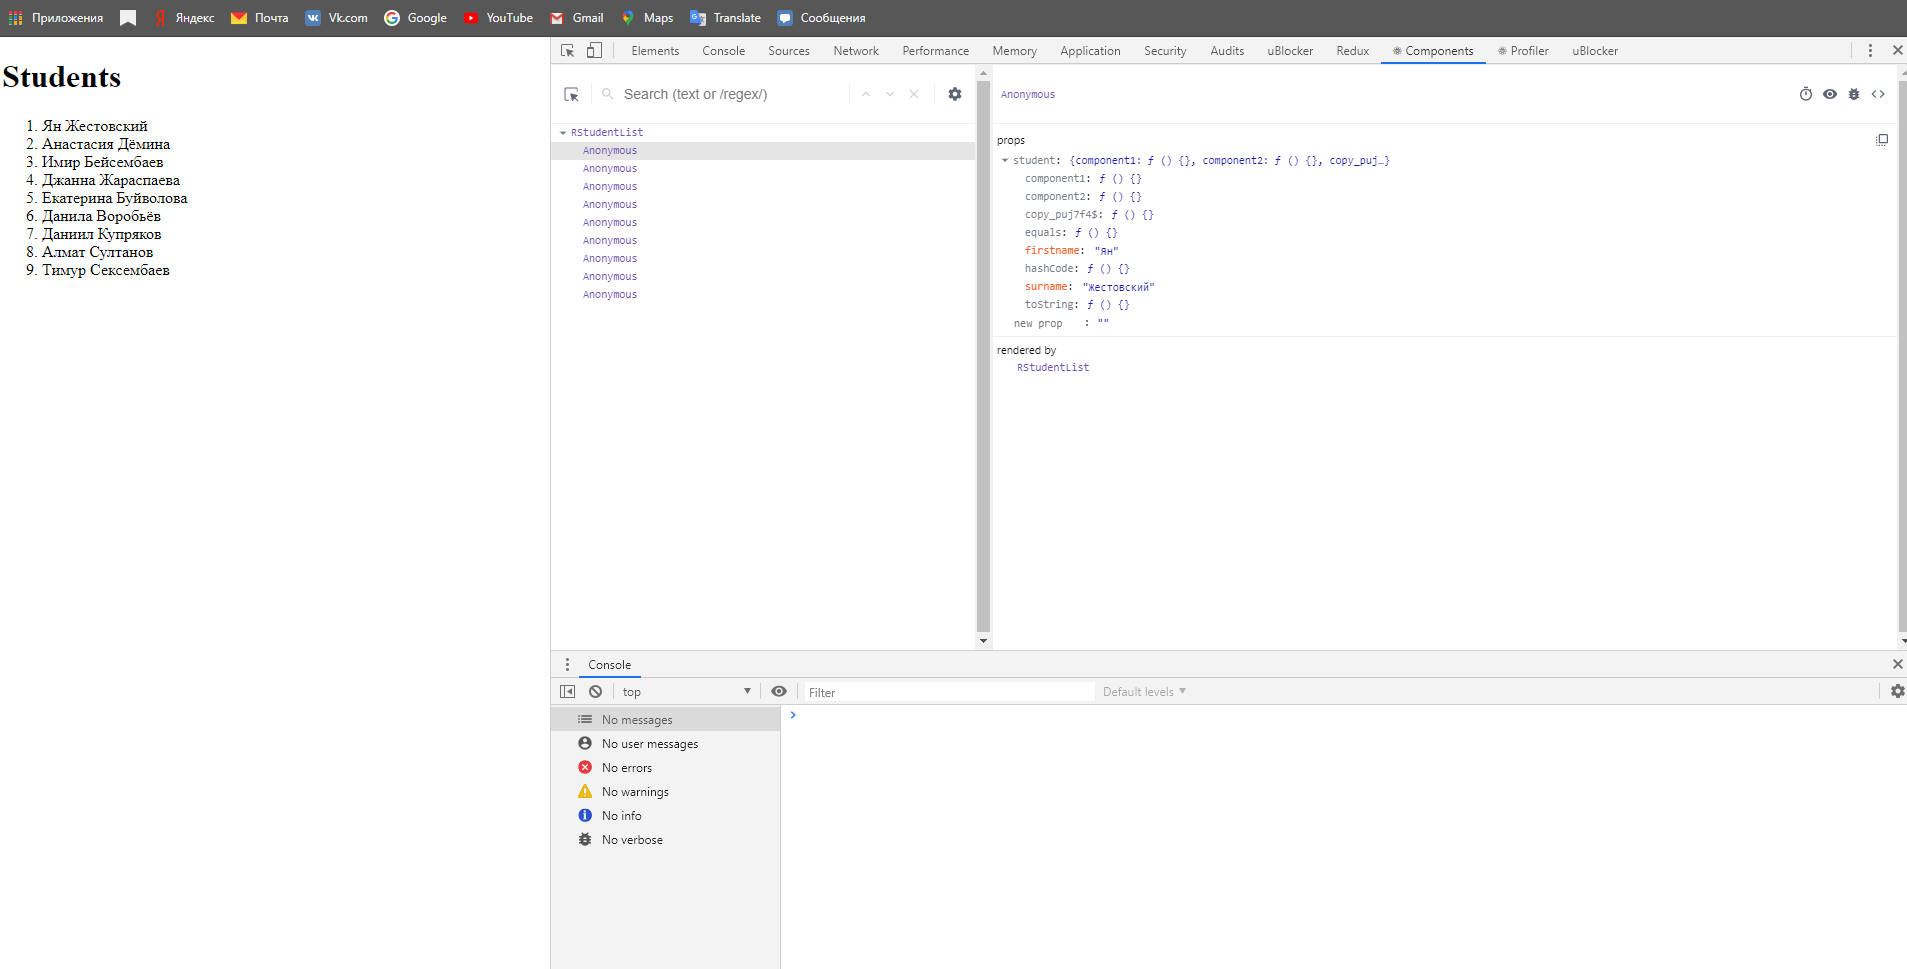 Приложения Яндекс Почта Vk.com Google YouTube Gmail Maps Translate Сообщения
Students
1. Ян Жестовский
2. Анастасия Дёмина
3. Имир Бейсембаев
4. Джанна Жараспаева
5. Екатерина Буйволова
6. Данила Воробьёв
7. Даниил Купряков
8. Алмат Султанов
9. Тимур Сексембаев
Elements Console Sources Network Performance Memory Application Security Audits uBlocker Redux Components Profiler uBlocker
Search (text or /regex/)
RStudentList
Anonymous
Anonymous
Anonymous
Anonymous
Anonymous
Anonymous
Anonymous
Anonymous
Anonymous
Anonymous
props
student: {component1: ƒ () {}, component2: ƒ () {}, copy_puj…}
component1: ƒ () {}
component2: ƒ () {}
copy_puj7f4$: ƒ () {}
equals: ƒ () {}
firstname: "Ян"
hashCode: ƒ () {}
surname: "Жестовский"
toString: ƒ () {}
new prop : ""
rendered by
RStudentList
Console
top Filter Default levels
No messages
No user messages
No errors
No warnings
No info
No verbose